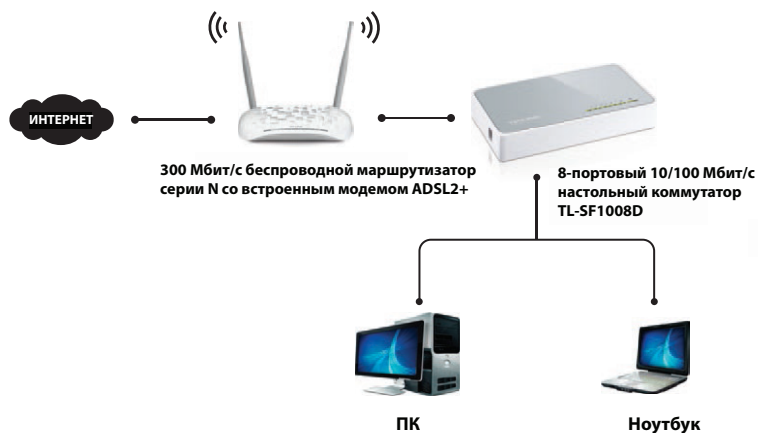 ИНТЕРНЕТ
300 Мбит/с беспроводной маршрутизатор
серии N со встроенным модемом ADSL2+
8-портовый 10/100 Мбит/с
настольный коммутатор
TL-SF1008D
ПК
Ноутбук